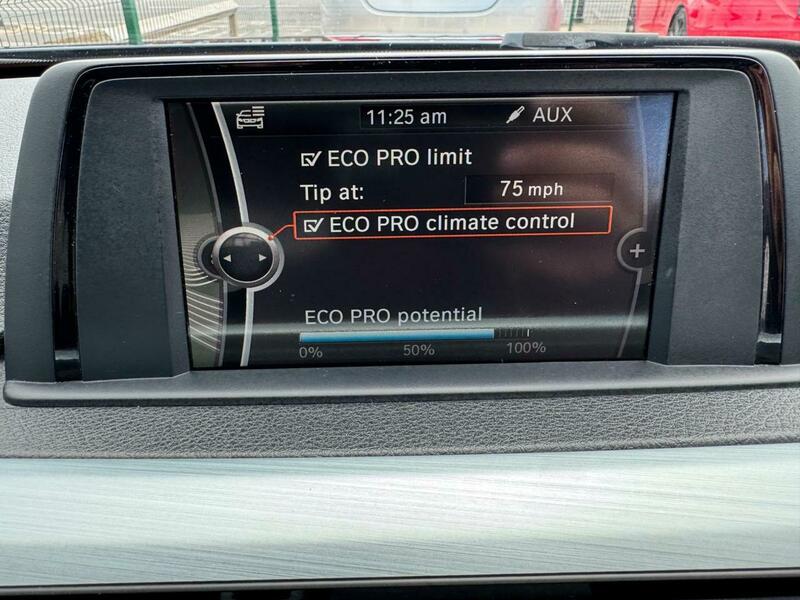 11:25 am AUX
ECO PRO limit
Tip at: 75 mph
ECO PRO climate control
ECO PRO potential
0% 50% 100%